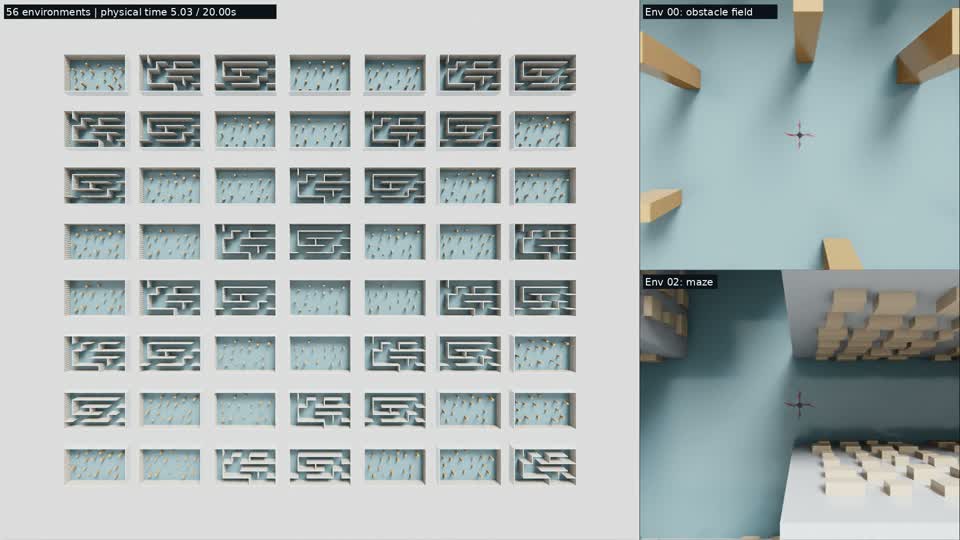 56 environments | physical time 5.03 / 20.00s
Env 00: obstacle field
Env 02: maze